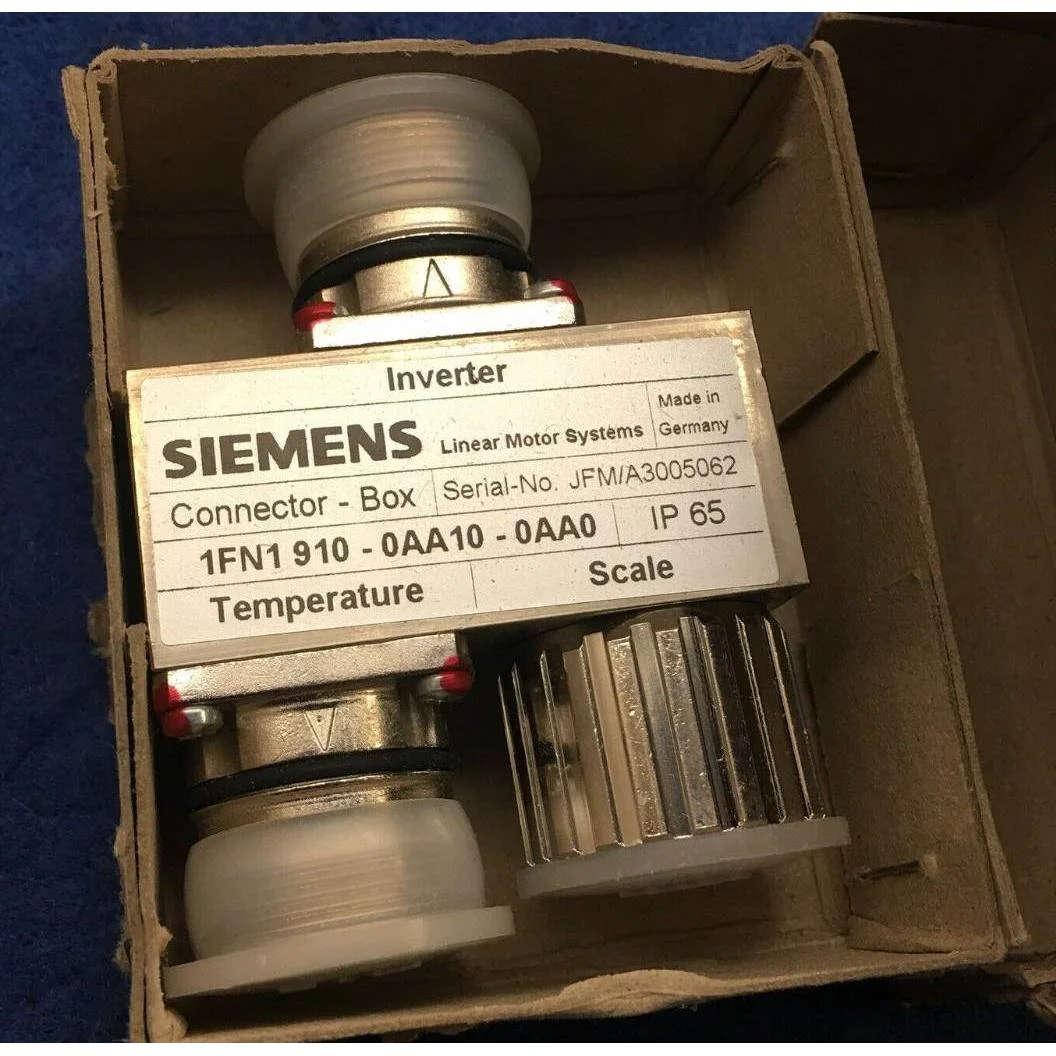 Inverter
SIEMENS Linear Motor Systems Made in Germany
Connector - Box Serial-No. JFM/A3005062
1FN1 910 - 0AA10 - 0AA0 IP 65
Temperature Scale